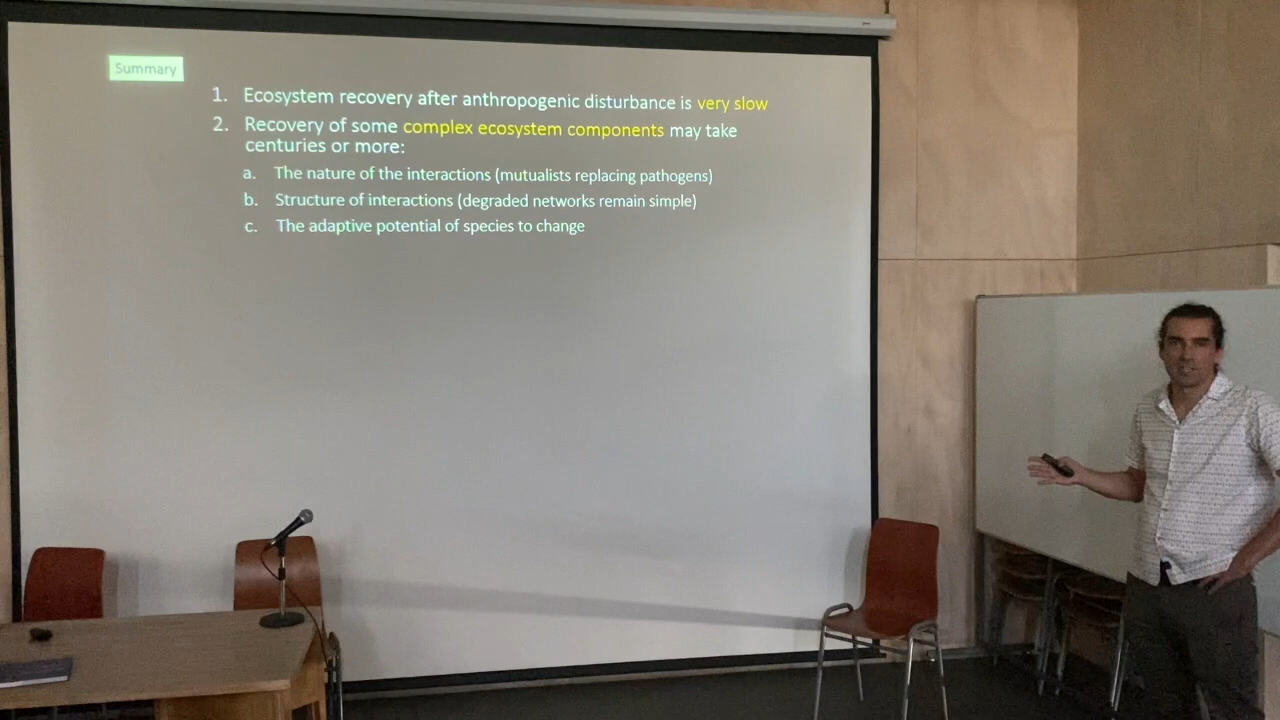 Summary
1. Ecosystem recovery after anthropogenic disturbance is very slow
2. Recovery of some complex ecosystem components may take
centuries or more:
a. The nature of the interactions (mutualists replacing pathogens)
b. Structure of interactions (degraded networks remain simple)
c. The adaptive potential of species to change